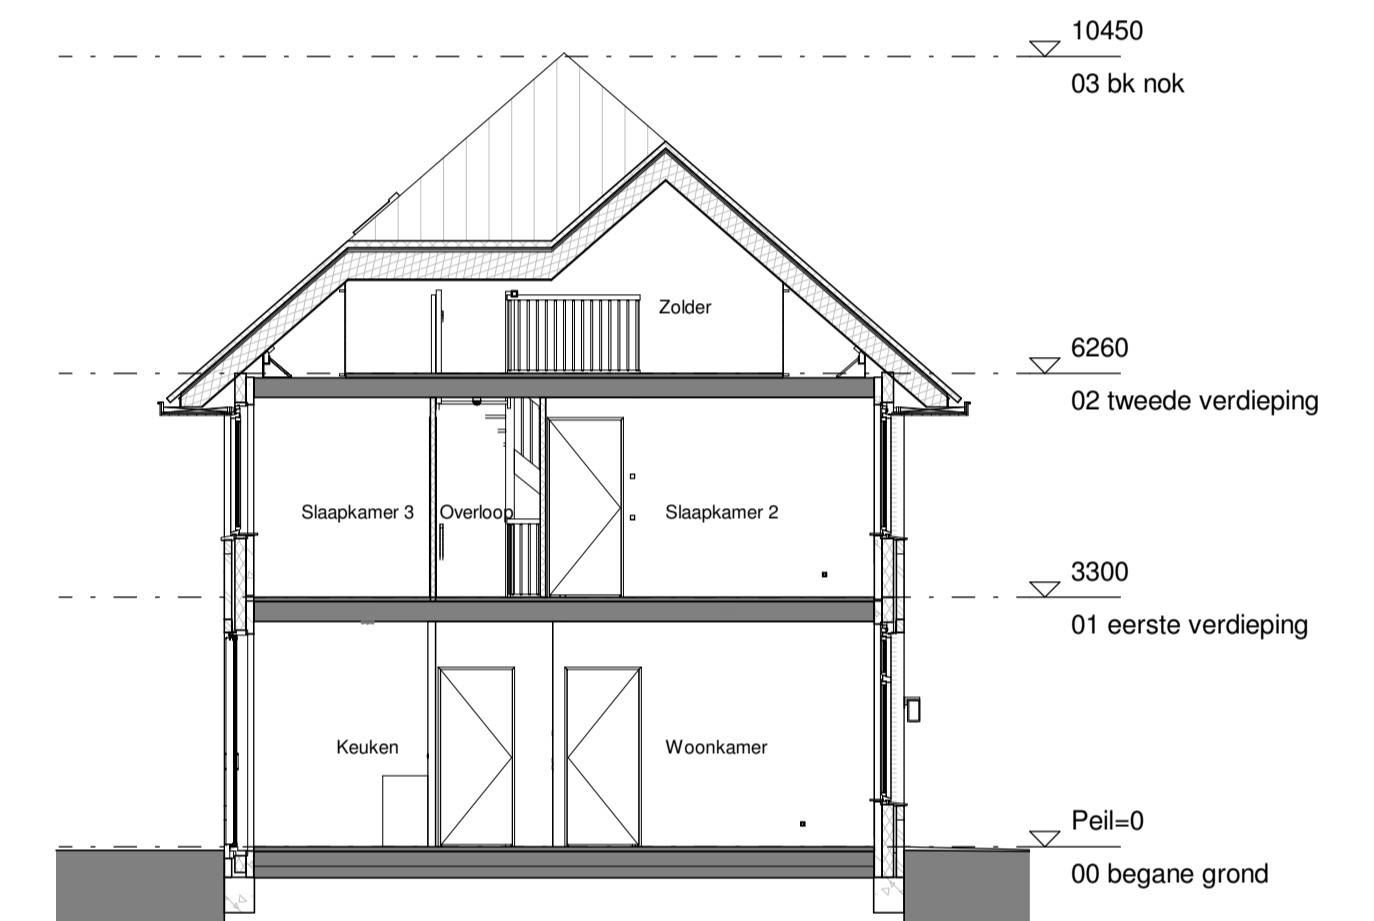 10450
03 bk nok
Zolder
6260
02 tweede verdieping
Slaapkamer 3
Overloop
Slaapkamer 2
3300
01 eerste verdieping
Keuken
Woonkamer
Peil=0
00 begane grond